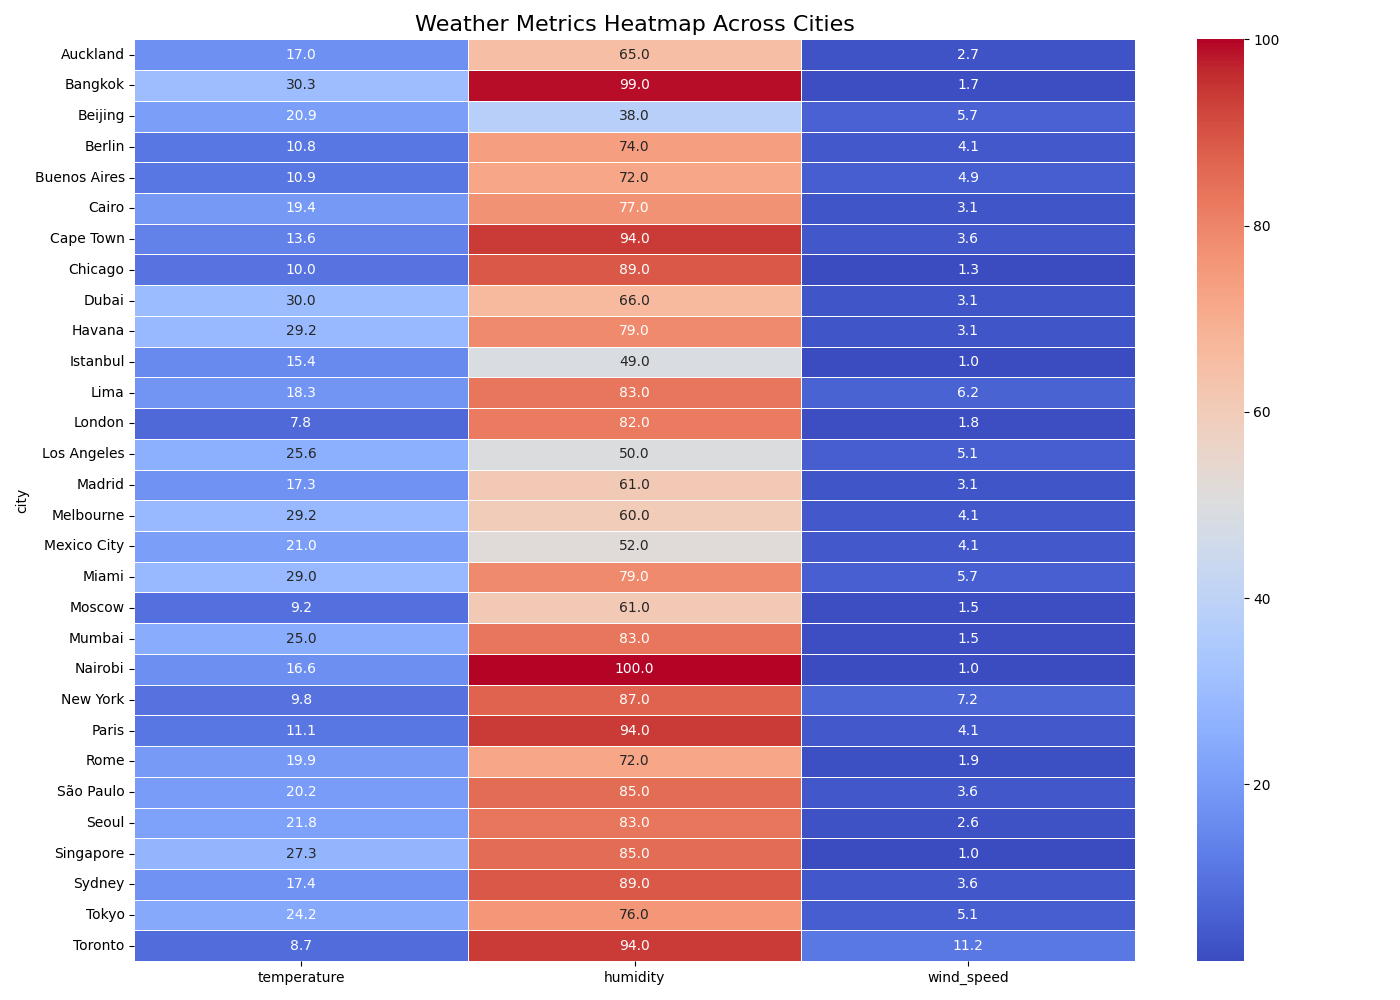 Weather Metrics Heatmap Across Cities
Auckland 17.0 65.0 2.7
Bangkok 30.3 99.0 1.7
Beijing 20.9 38.0 5.7
Berlin 10.8 74.0 4.1
Buenos Aires 10.9 72.0 4.9
Cairo 19.4 77.0 3.1
Cape Town 13.6 94.0 3.6
Chicago 10.0 89.0 1.3
Dubai 30.0 66.0 3.1
Havana 29.2 79.0 3.1
Istanbul 15.4 49.0 1.0
Lima 18.3 83.0 6.2
London 7.8 82.0 1.8
Los Angeles 25.6 50.0 5.1
Madrid 17.3 61.0 3.1
Melbourne 29.2 60.0 4.1
Mexico City 21.0 52.0 4.1
Miami 29.0 79.0 5.7
Moscow 9.2 61.0 1.5
Mumbai 25.0 83.0 1.5
Nairobi 16.6 100.0 1.0
New York 9.8 87.0 7.2
Paris 11.1 94.0 4.1
Rome 19.9 72.0 1.9
São Paulo 20.2 85.0 3.6
Seoul 21.8 83.0 2.6
Singapore 27.3 85.0 1.0
Sydney 17.4 89.0 3.6
Tokyo 24.2 76.0 5.1
Toronto 8.7 94.0 11.2
temperature humidity wind_speed
city
100
80
60
40
20